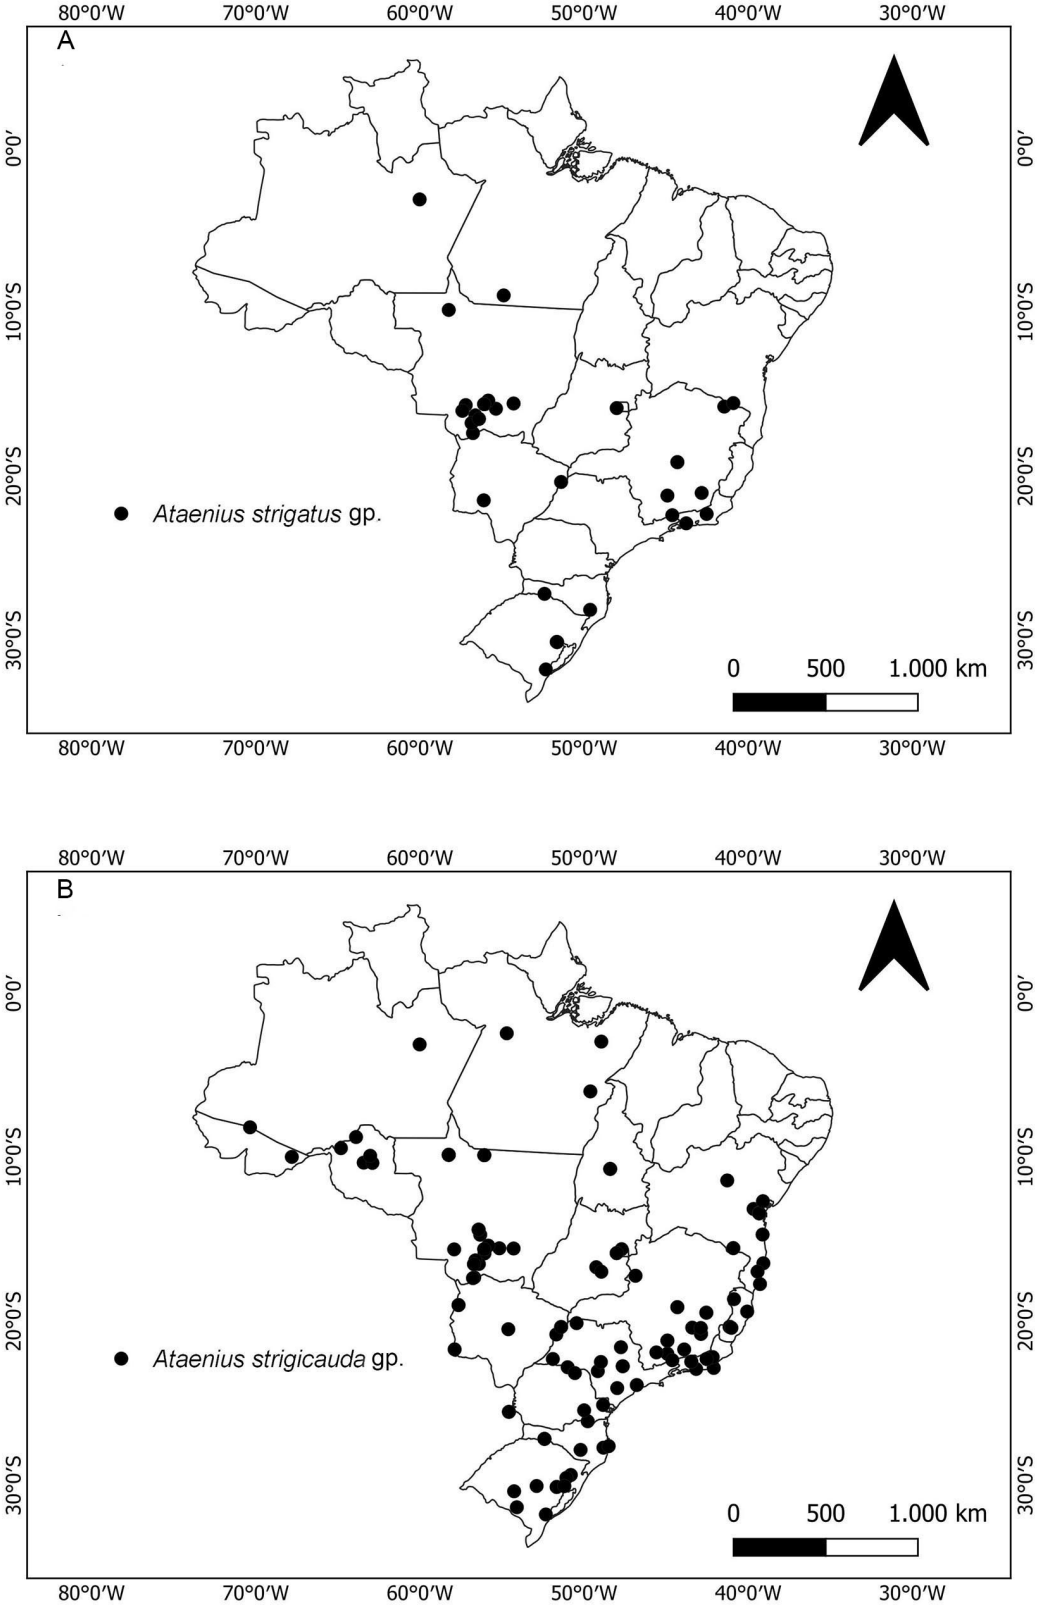 80°0′W 70°0′W 60°0′W 50°0′W 40°0′W 30°0′W
A
0°0′ 0°0′
10°0′S 10°0′S
20°0′S 20°0′S
Ataenius strigatus gp.
30°0′S 30°0′S
0 500 1.000 km
80°0′W 70°0′W 60°0′W 50°0′W 40°0′W 30°0′W
80°0′W 70°0′W 60°0′W 50°0′W 40°0′W 30°0′W
B
0°0′ 0°0′
10°0′S 10°0′S
20°0′S 20°0′S
Ataenius strigicauda gp.
30°0′S 30°0′S
0 500 1.000 km
80°0′W 70°0′W 60°0′W 50°0′W 40°0′W 30°0′W